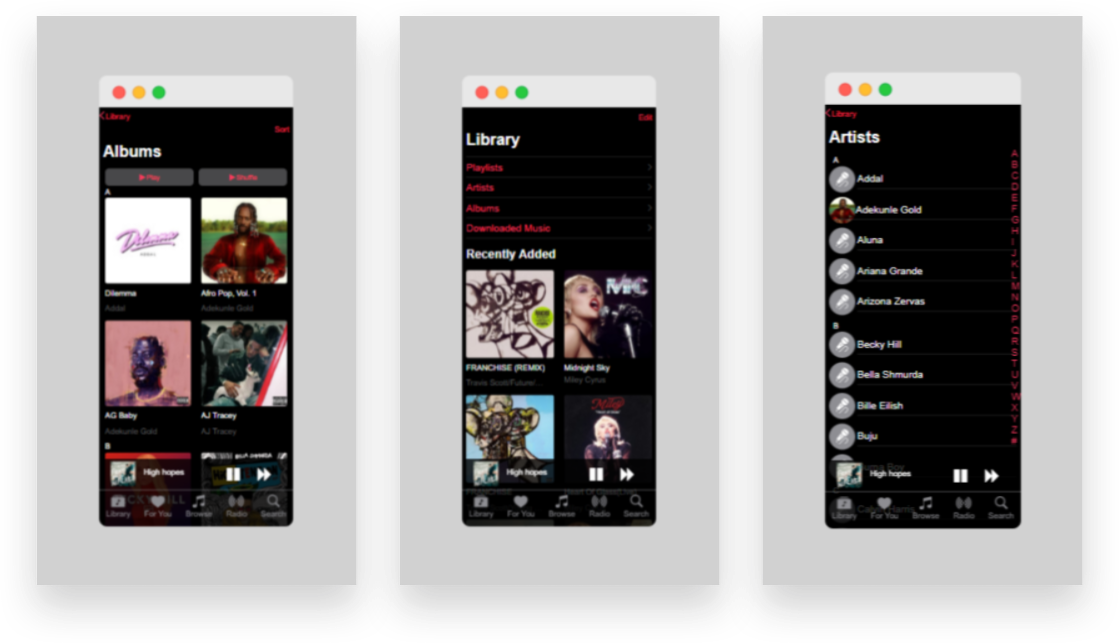 Library
Sort
Albums
Play
Shuffle
A
Dilemma
Dilemma
Afro Pop, Vol. 1
Addal
Adekunle Gold
AG Baby
AJ Tracey
Adekunle Gold
AJ Tracey
B
High hopes
Library
For You
Browse
Radio
Search
Edit
Library
Playlists
Artists
Albums
Downloaded Music
Recently Added
FRANCHISE (REMIX)
Midnight Sky
Travis Scott/Future/...
Miley Cyrus
Miley
High hopes
Library
For You
Browse
Radio
Search
Library
Artists
A
Addal
Adekunle Gold
Aluna
Ariana Grande
Arizona Zervas
B
Becky Hill
Bella Shmurda
Bille Eilish
Buju
High hopes
C
Library
For You
Browse
Radio
Search
A
B
C
D
E
F
G
H
I
J
K
L
M
N
O
P
Q
R
S
T
U
V
W
X
Y
Z
#